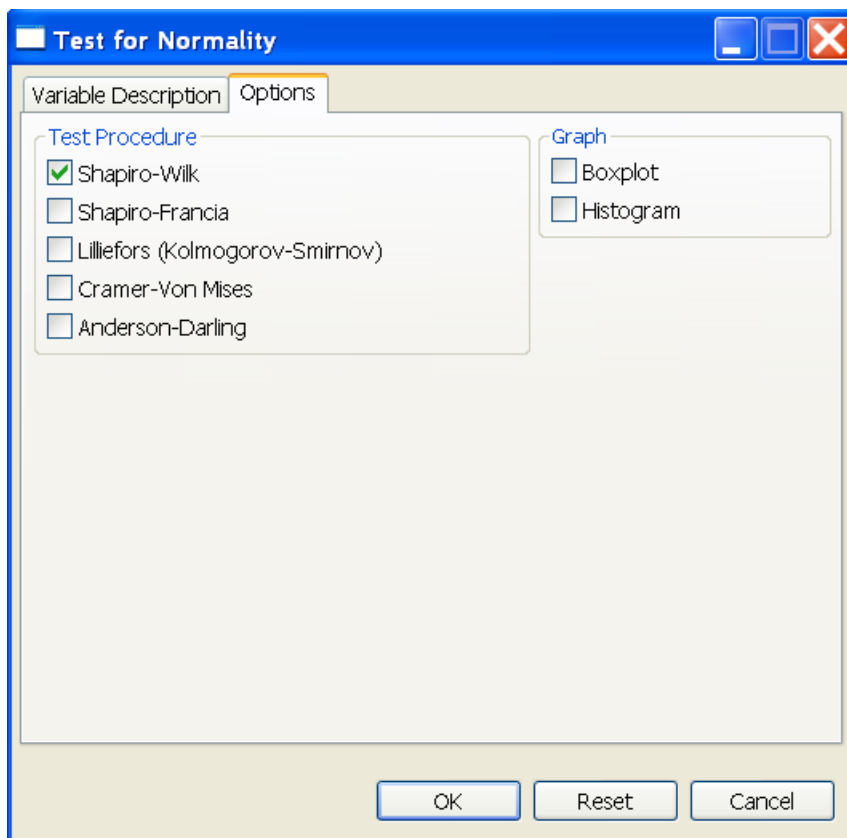 Test for Normality
Variable Description
Options
Test Procedure
Shapiro-Wilk
Shapiro-Francia
Lilliefors (Kolmogorov-Smirnov)
Cramer-Von Mises
Anderson-Darling
Graph
Boxplot
Histogram
OK
Reset
Cancel